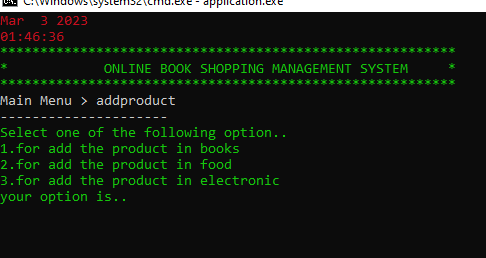 C:\Windows\system32\cmd.exe - application.exe
Mar  3 2023
01:46:36
*********************************************************
*            ONLINE BOOK SHOPPING MANAGEMENT SYSTEM     *
*********************************************************
Main Menu > addproduct
---------------------
Select one of the following option..
1.for add the product in books
2.for add the product in food
3.for add the product in electronic
your option is..